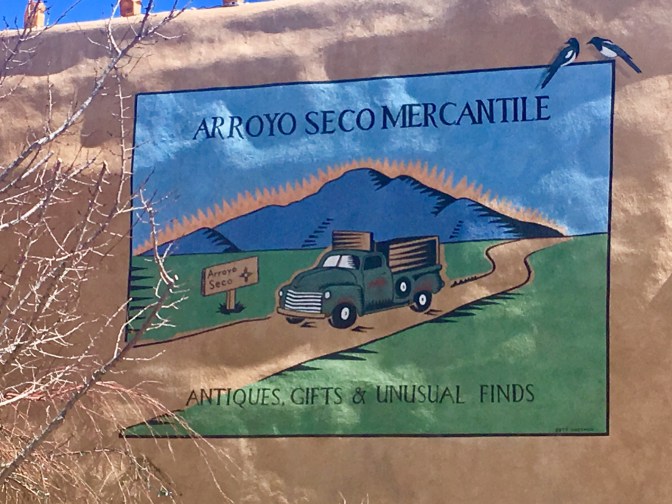 ARROYO SECO MERCANTILE
Arroyo
Seco
ANTIQUES, GIFTS & UNUSUAL FINDS